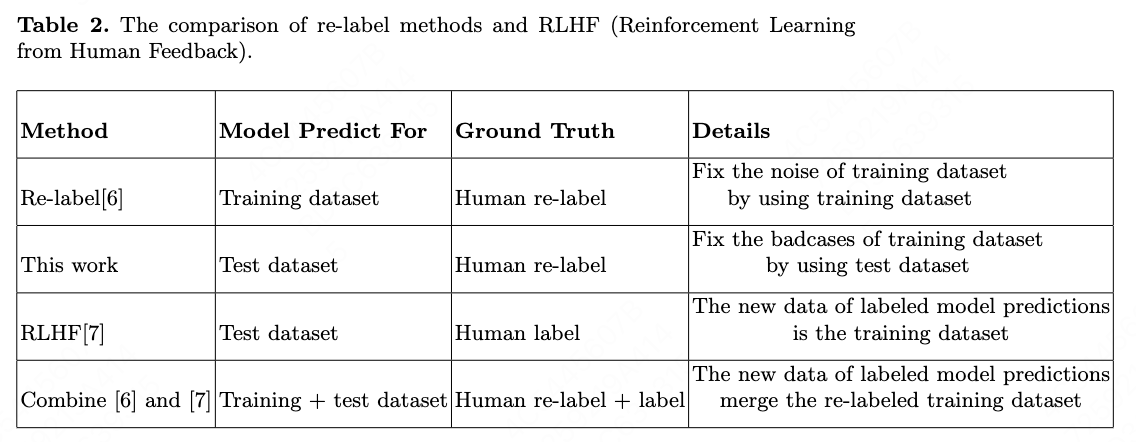 Table 2. The comparison of re-label methods and RLHF (Reinforcement Learning
from Human Feedback).
Method Model Predict For Ground Truth Details
Re-label[6] Training dataset Human re-label Fix the noise of training dataset
by using training dataset
This work Test dataset Human re-label Fix the badcases of training dataset
by using test dataset
RLHF[7] Test dataset Human label The new data of labeled model predictions
is the training dataset
Combine [6] and [7] Training + test dataset Human re-label + label The new data of labeled model predictions
merge the re-labeled training dataset